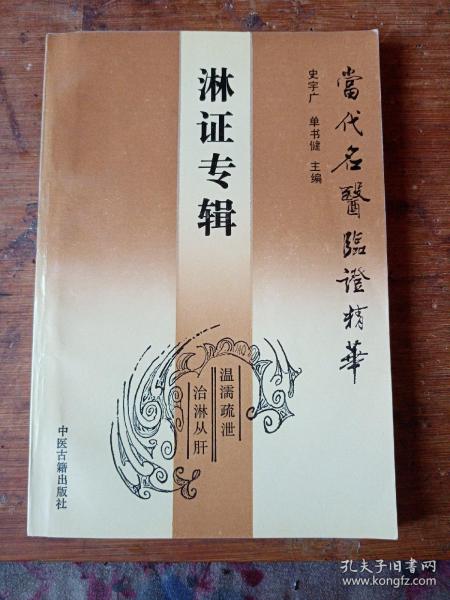 當代名醫臨證精華
史宇广 单书健 主编
淋证专辑
温濡疏泄
治淋从肝
中医古籍出版社
孔夫子旧书网
www.kongfz.com